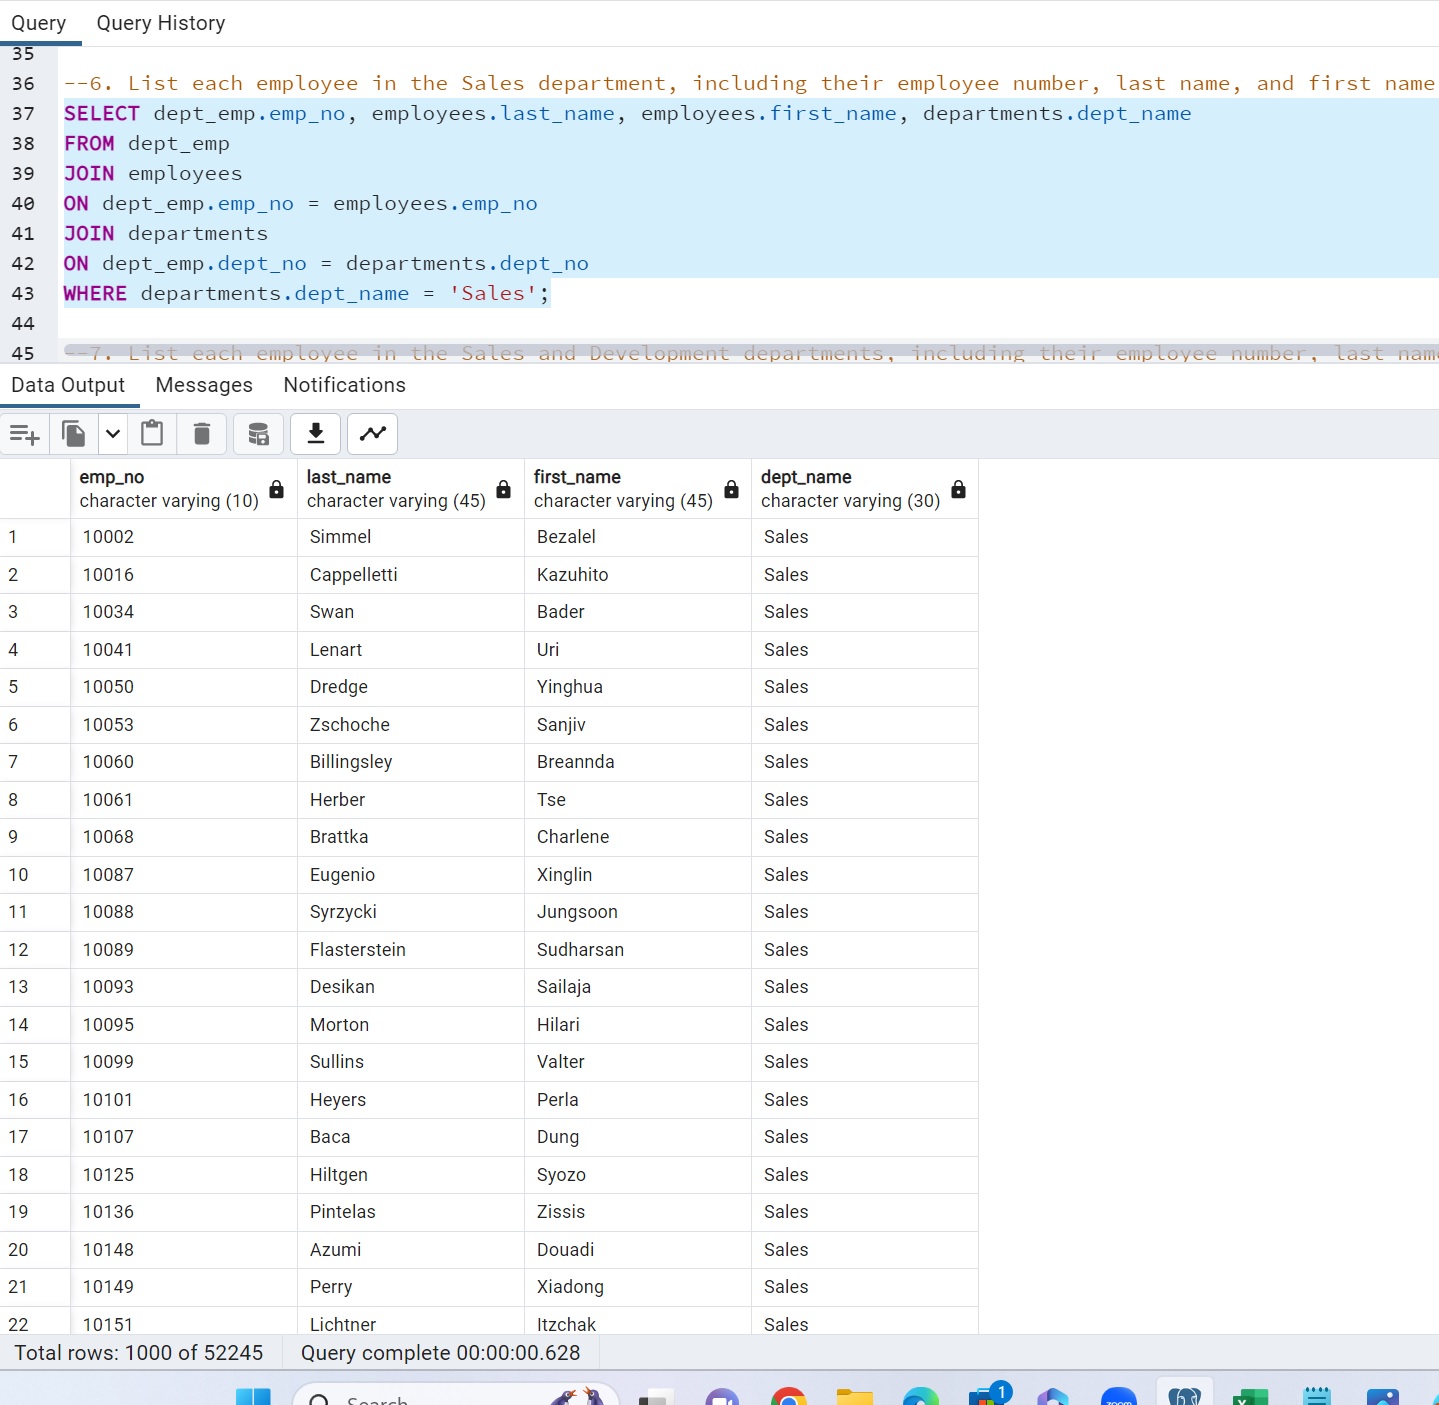 Query Query History
35
36 --6. List each employee in the Sales department, including their employee number, last name, and first name
37 SELECT dept_emp.emp_no, employees.last_name, employees.first_name, departments.dept_name
38 FROM dept_emp
39 JOIN employees
40 ON dept_emp.emp_no = employees.emp_no
41 JOIN departments
42 ON dept_emp.dept_no = departments.dept_no
43 WHERE departments.dept_name = 'Sales';
44
45 --7. List each employee in the Sales and Development departments, including their employee number, last nam
Data Output Messages Notifications
emp_no last_name first_name dept_name
character varying (10) character varying (45) character varying (45) character varying (30)
1 10002 Simmel Bezalel Sales
2 10016 Cappelletti Kazuhito Sales
3 10034 Swan Bader Sales
4 10041 Lenart Uri Sales
5 10050 Dredge Yinghua Sales
6 10053 Zschoche Sanjiv Sales
7 10060 Billingsley Breannda Sales
8 10061 Herber Tse Sales
9 10068 Brattka Charlene Sales
10 10087 Eugenio Xinglin Sales
11 10088 Syrzycki Jungsoon Sales
12 10089 Flasterstein Sudharsan Sales
13 10093 Desikan Sailaja Sales
14 10095 Morton Hilari Sales
15 10099 Sullins Valter Sales
16 10101 Heyers Perla Sales
17 10107 Baca Dung Sales
18 10125 Hiltgen Syozo Sales
19 10136 Pintelas Zissis Sales
20 10148 Azumi Douadi Sales
21 10149 Perry Xiadong Sales
22 10151 Lichtner Itzchak Sales
Total rows: 1000 of 52245 Query complete 00:00:00.628
Search 1 zoom